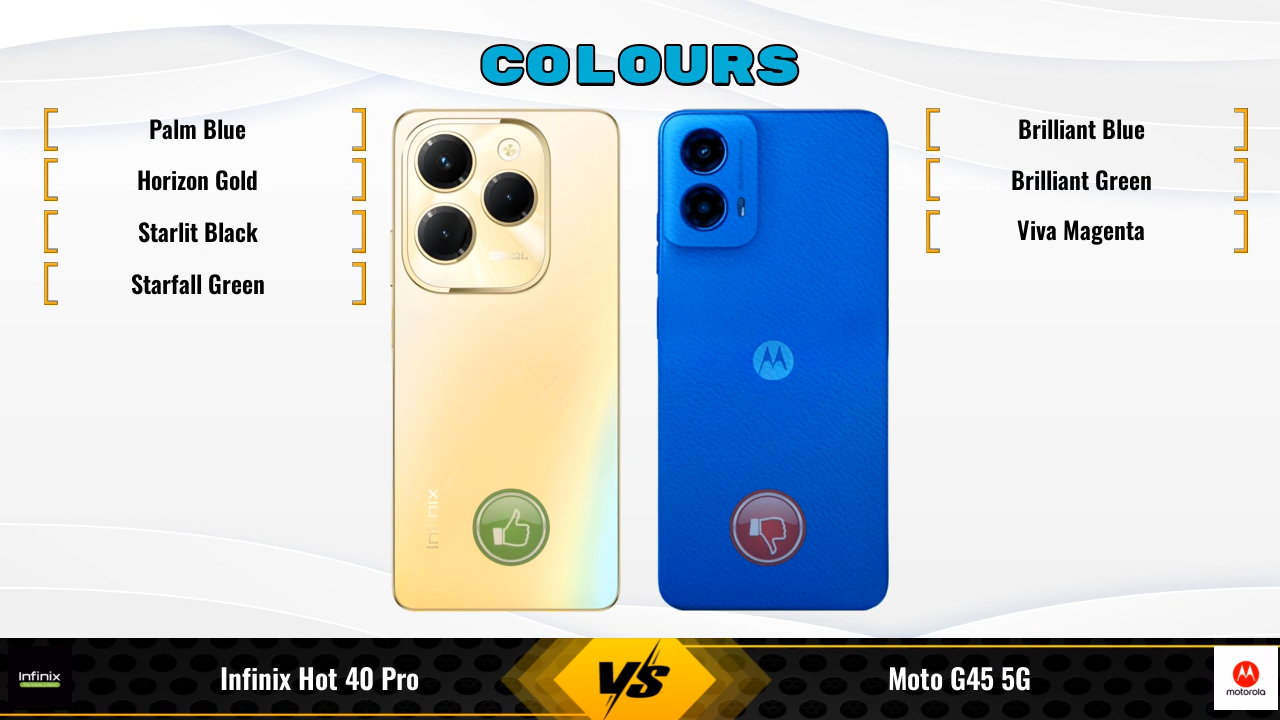 COLOURS
Palm Blue
Horizon Gold
Starlit Black
Starfall Green
Brilliant Blue
Brilliant Green
Viva Magenta
Infinix
Infinix
Infinix Hot 40 Pro
VS
Moto G45 5G
motorola